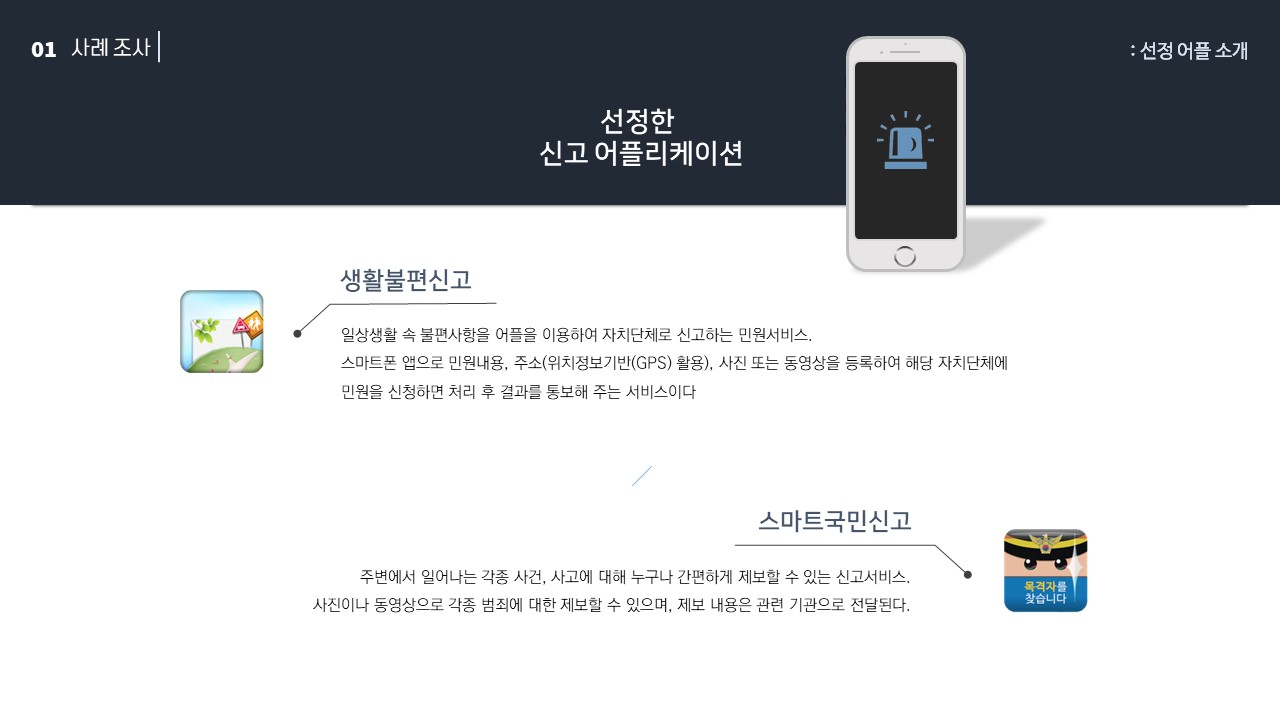 01 사례 조사
: 선정 어플 소개
선정한
신고 어플리케이션
생활불편신고
일상생활 속 불편사항을 어플을 이용하여 자치단체로 신고하는 민원서비스.
스마트폰 앱으로 민원내용, 주소(위치정보기반(GPS) 활용), 사진 또는 동영상을 등록하여 해당 자치단체에
민원을 신청하면 처리 후 결과를 통보해 주는 서비스이다
스마트국민신고
주변에서 일어나는 각종 사건, 사고에 대해 누구나 간편하게 제보할 수 있는 신고서비스.
사진이나 동영상으로 각종 범죄에 대한 제보할 수 있으며, 제보 내용은 관련 기관으로 전달된다.
목격자를
찾습니다